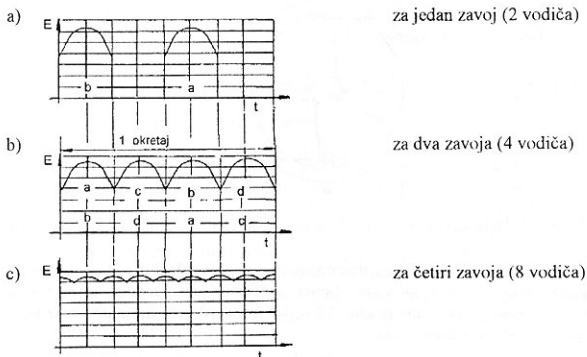 a) E za jedan zavoj (2 vodiča)
b a
t
b) 1 okretaj
E za dva zavoja (4 vodiča)
a c b d
b d a c
t
c) E za četiri zavoja (8 vodiča)
t